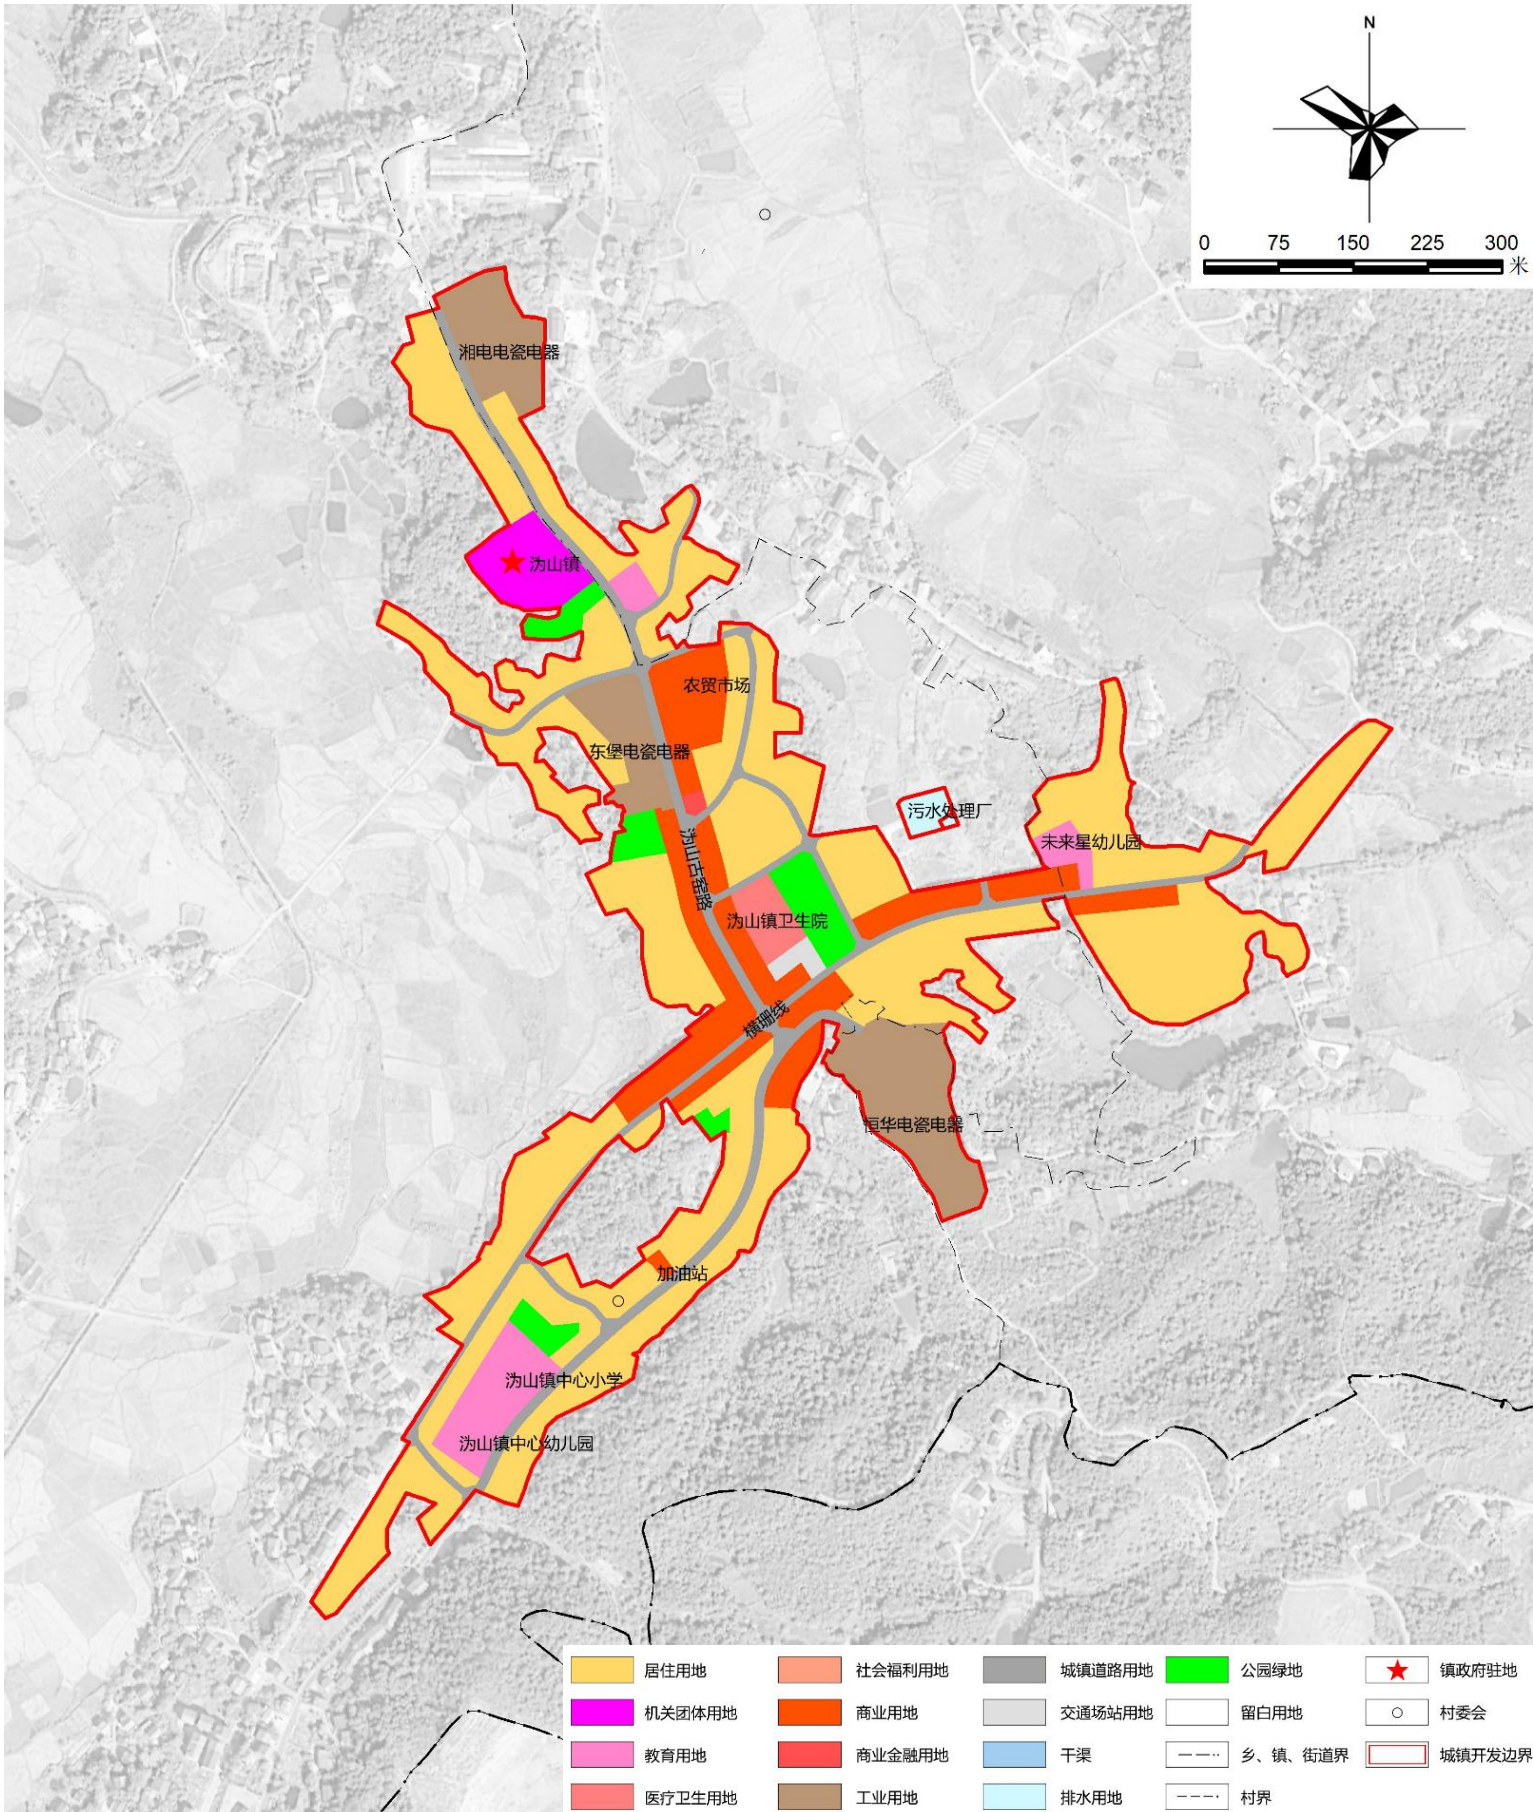 N
0 75 150 225 300 米
湘电电瓷电器
沩山镇
农贸市场
东堡电瓷电器
污水处理厂
未来星幼儿园
沩山古窑路
沩山镇卫生院
横珊线
恒华电瓷电器
加油站
沩山镇中心小学
沩山镇中心幼儿园
居住用地 社会福利用地 城镇道路用地 公园绿地 镇政府驻地
机关团体用地 商业用地 交通场站用地 留白用地 村委会
教育用地 商业金融用地 干渠 乡、镇、街道界 城镇开发边界
医疗卫生用地 工业用地 排水用地 村界